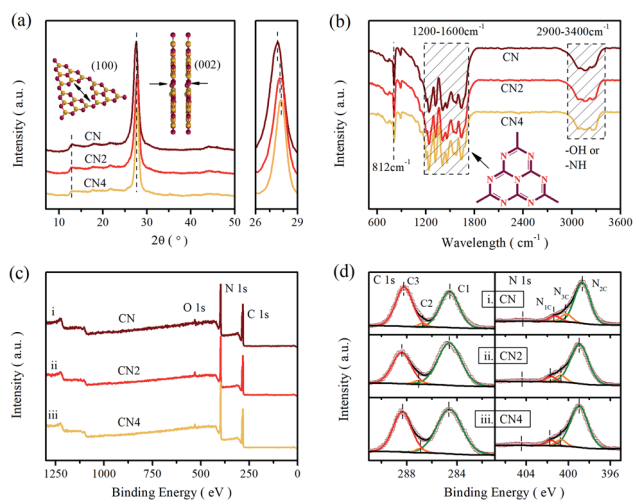 (a)
(100)
(002)
CN
CN2
CN4
Intensity ( a.u. )
10 20 30 40 50
26 28 29
2θ ( ° )
(b)
1200-1600cm-1
2900-3400cm-1
CN
CN2
CN4
812cm-1
-OH or
-NH
N N N
N N N
N
Intensity ( a.u. )
600 1200 1800 2400 3000 3600
Wavelength ( cm-1 )
(c)
N 1s
O 1s
C 1s
i
CN
ii
CN2
iii
CN4
Intensity ( a.u. )
1250 1000 750 500 250 0
Binding Energy ( eV )
(d)
C 1s
C3
C2
C1
N 1s
N1C
N3C
N2C
i. CN
ii. CN2
iii. CN4
Intensity ( a.u. )
288 284 404 400 396
Binding Energy ( eV )